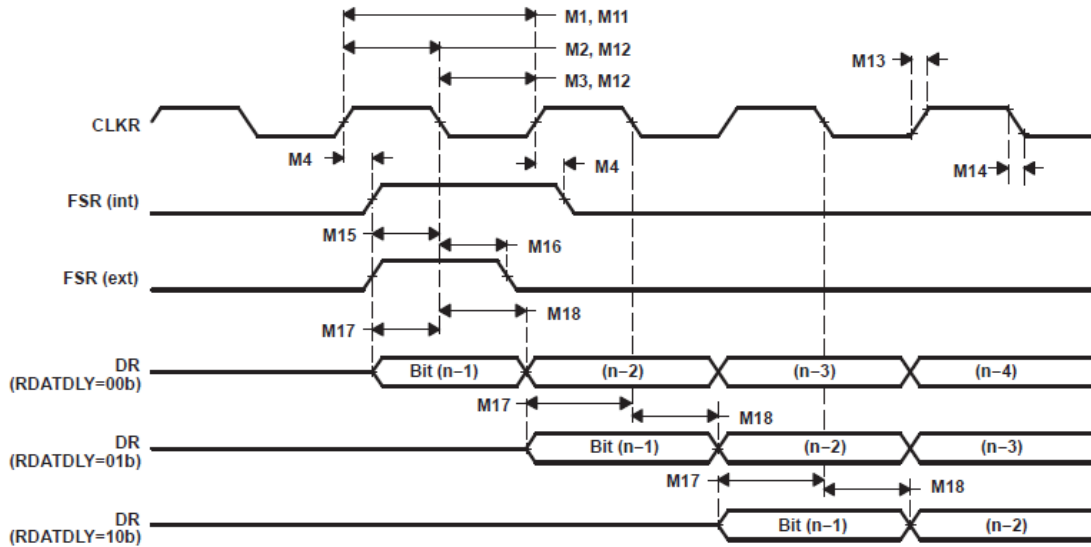 M1, M11
M2, M12
M3, M12
M13
CLKR
M4
M4
M14
FSR (int)
M15
M16
FSR (ext)
M17
M18
DR
(RDATDLY=00b)
Bit (n−1)
(n−2)
(n−3)
(n−4)
M17
M18
DR
(RDATDLY=01b)
Bit (n−1)
(n−2)
(n−3)
M17
M18
DR
(RDATDLY=10b)
Bit (n−1)
(n−2)